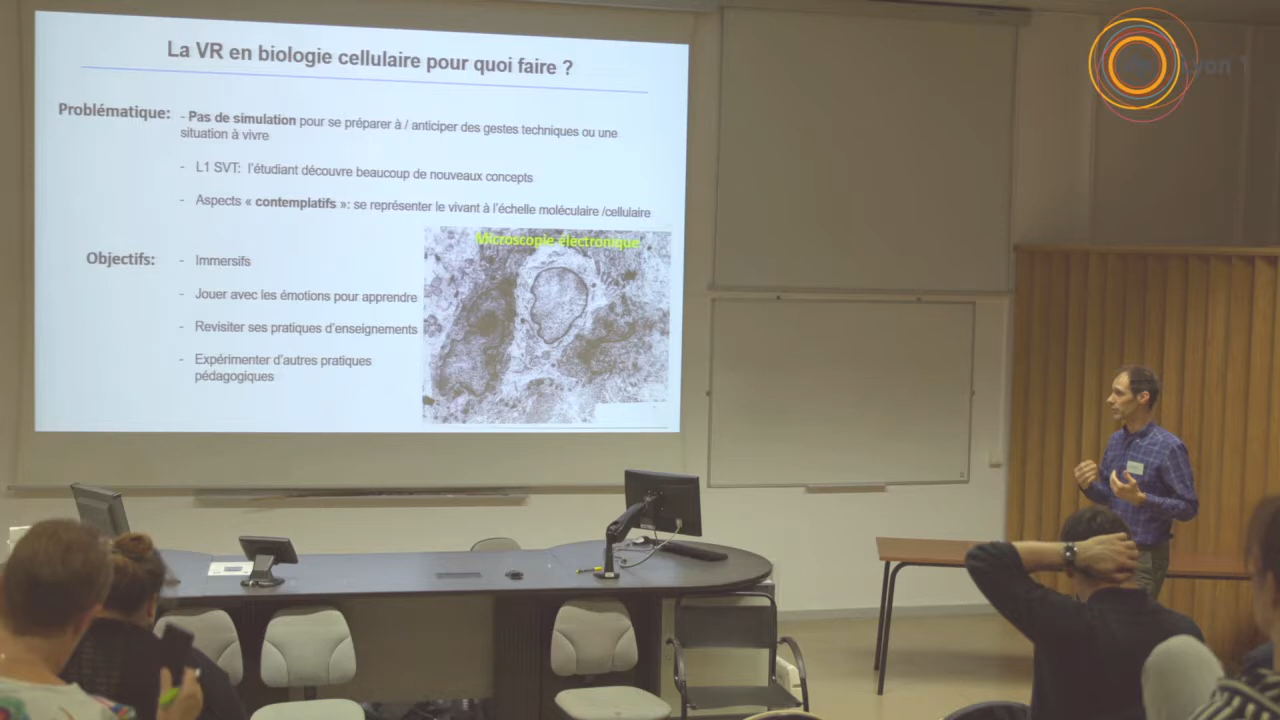 La VR en biologie cellulaire pour quoi faire ?
Problématique: - Pas de simulation pour se préparer à / anticiper des gestes techniques ou une
situation à vivre
- L1 SVT: l'étudiant découvre beaucoup de nouveaux concepts
- Aspects « contemplatifs »: se représenter le vivant à l'échelle moléculaire /cellulaire
Microscopie électronique
Objectifs: - Immersifs
- Jouer avec les émotions pour apprendre
- Revisiter ses pratiques d'enseignements
- Expérimenter d'autres pratiques
pédagogiques